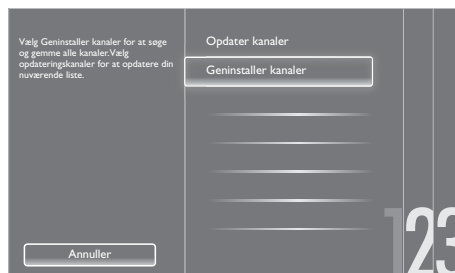 Vælg Geninstaller kanaler for at søge
og gemme alle kanaler.Vælg
opdateringskanaler for at opdatere din
nuværende liste.
Opdater kanaler
Geninstaller kanaler
Annuller
123